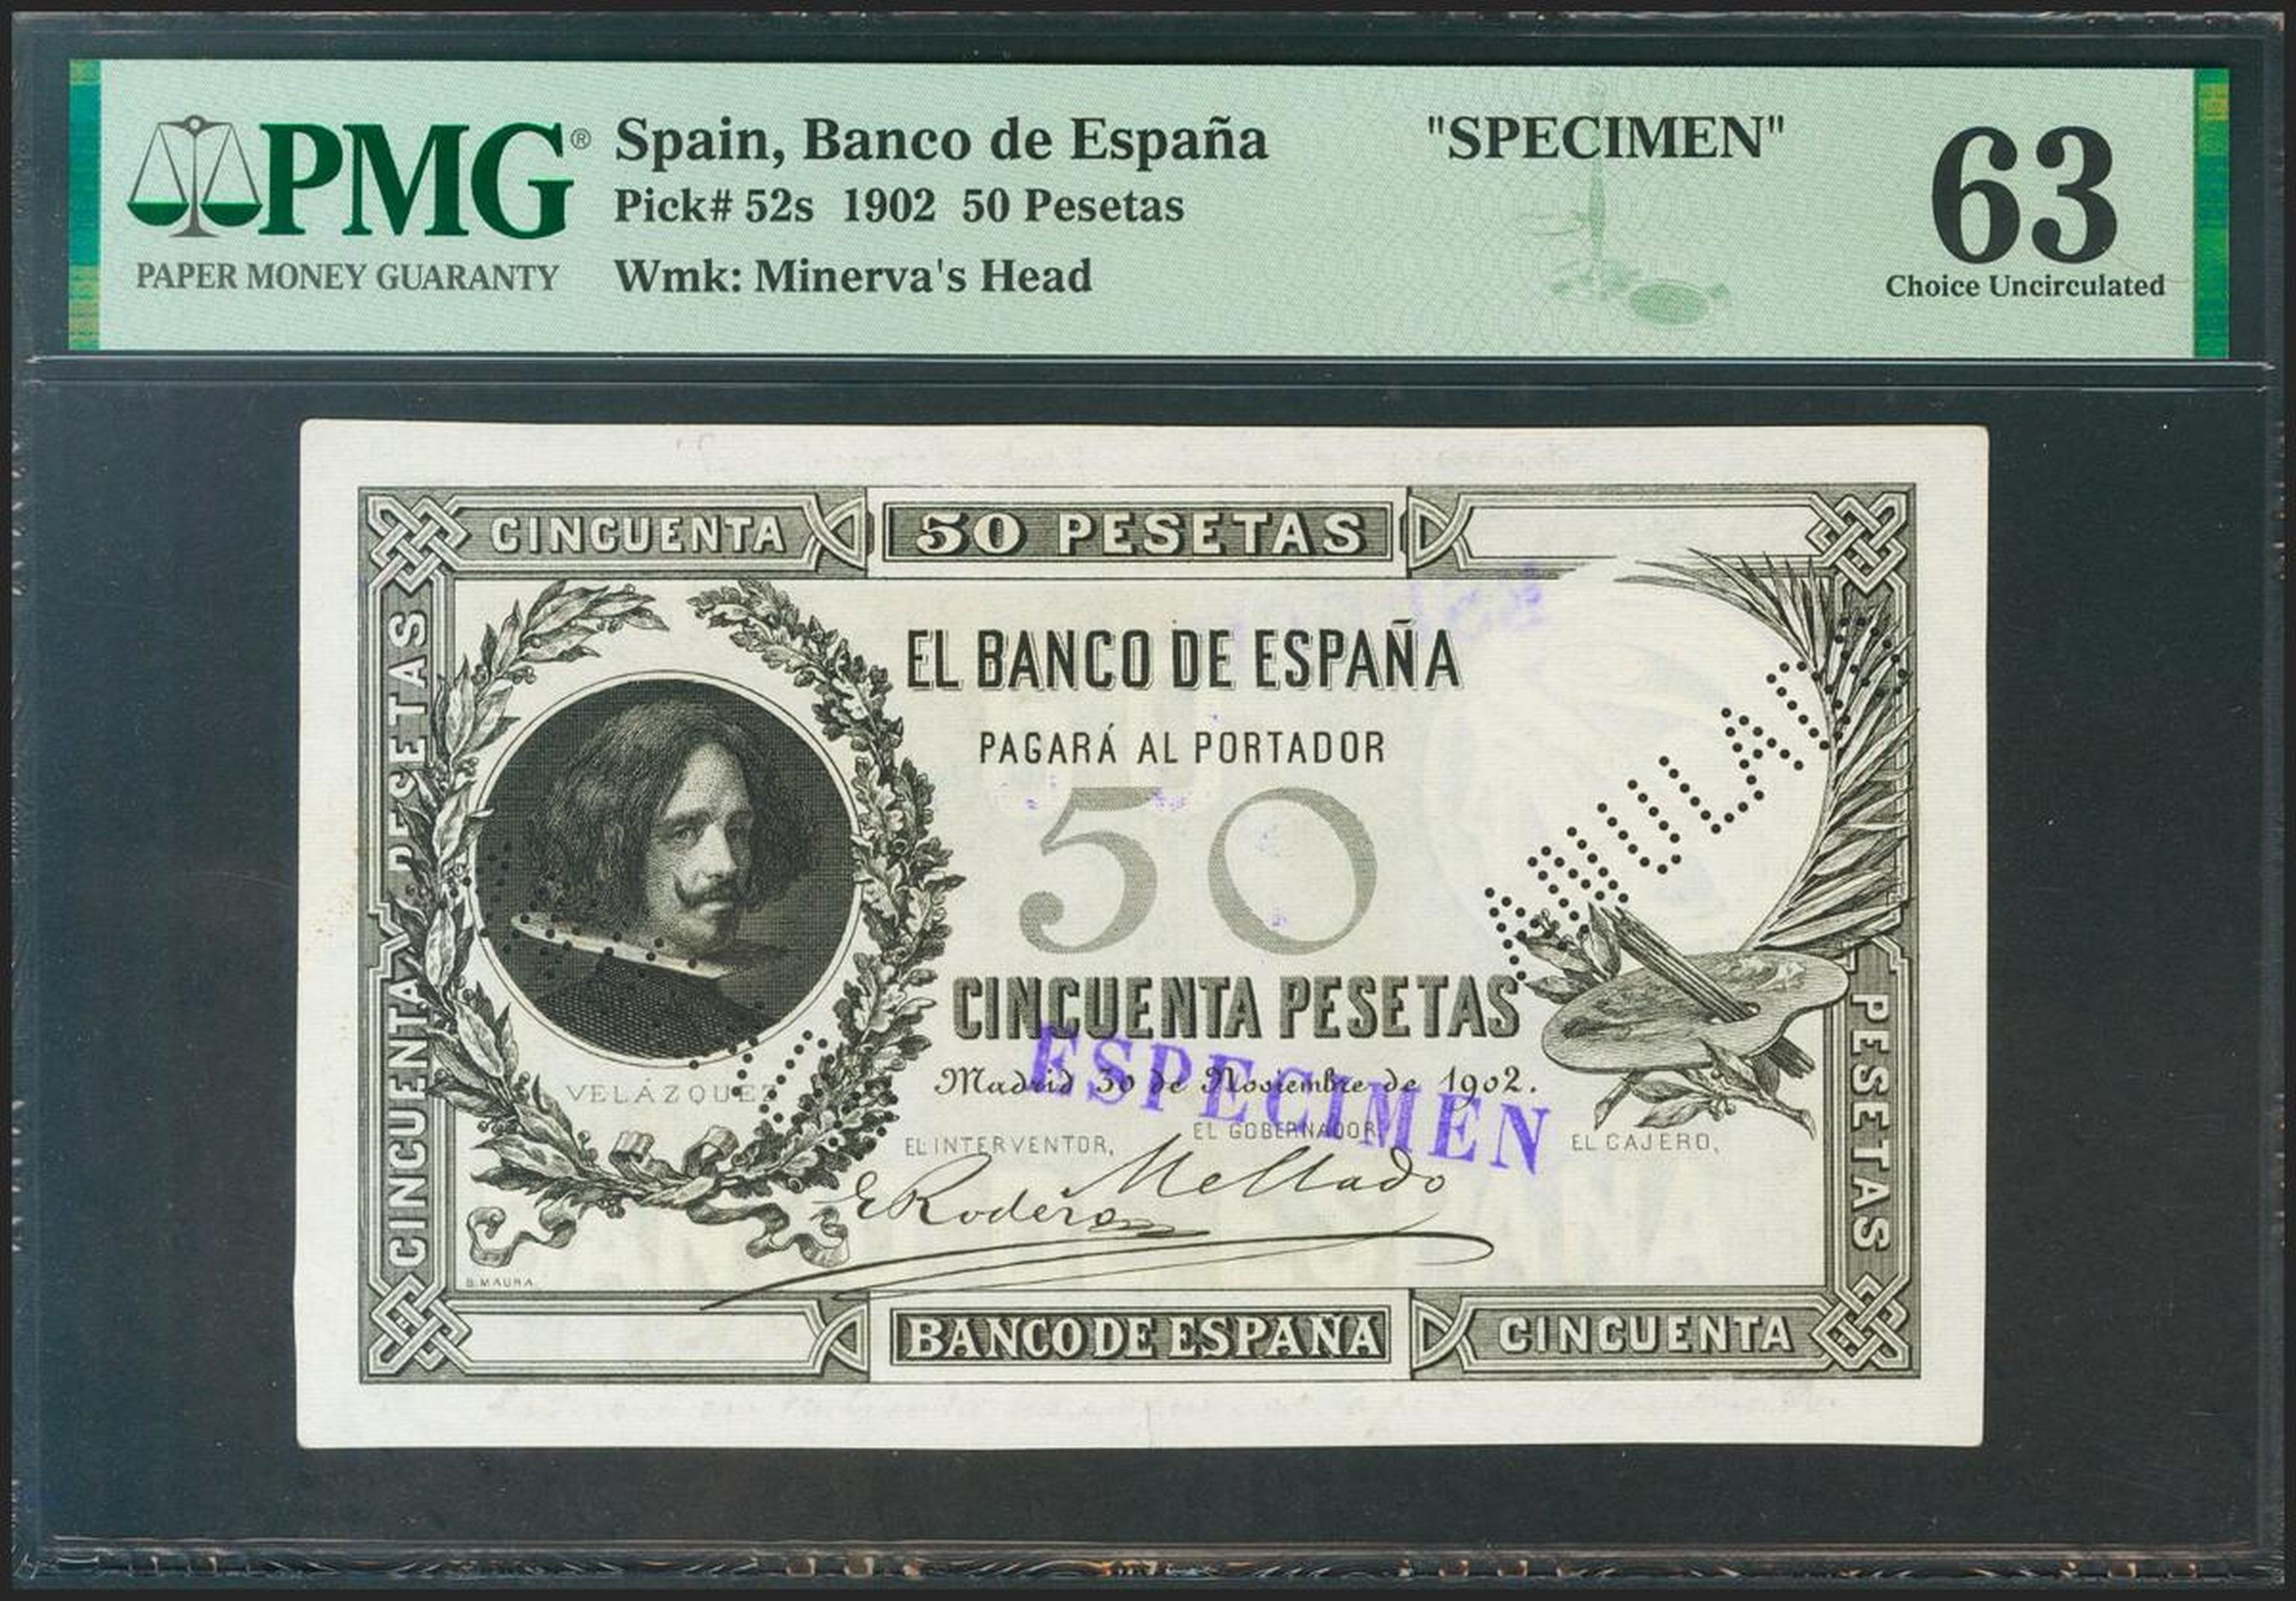 PMG®
PAPER MONEY GUARANTY
Spain, Banco de España
Pick# 52s 1902 50 Pesetas
Wmk: Minerva's Head
"SPECIMEN"
63
Choice Uncirculated
CINCUENTA
50 PESETAS
CINCUENTA PESETAS
EL BANCO DE ESPAÑA
PAGARÁ AL PORTADOR
50
CINCUENTA PESETAS
Madrid 30 de Noviembre de 1902.
ESPECIMEN
VELÁZQUEZ
EL INTERVENTOR,
EL GOBERNADOR
EL CAJERO,
E Rodero
Mellado
B. MAURA
PESETAS
BANCO DE ESPAÑA
CINCUENTA